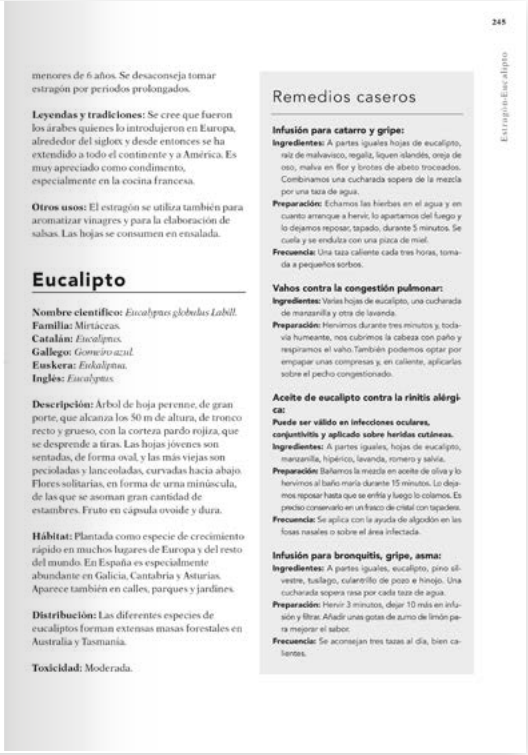 245
Estragón-Eucalipto
menores de 6 años. Se desaconseja tomar
estragón por periodos prolongados.
Leyendas y tradiciones: Se cree que fueron
los árabes quienes lo introdujeron en Europa,
alrededor del siglo IX y desde entonces se ha
extendido a todo el continente y a América. Es
muy apreciado como condimento,
especialmente en la cocina francesa.
Otros usos: El estragón se utiliza también para
aromatizar vinagres y para la elaboración de
salsas. Las hojas se consumen en ensalada.
Eucalipto
Nombre científico: Eucalyptus globulus Labill.
Familia: Mirtáceas.
Catalán: Eucaliptus.
Gallego: Gomeiro azul.
Euskera: Eukaliptua.
Inglés: Eucalyptus.
Descripción: Árbol de hoja perenne, de gran
porte, que alcanza los 50 m de altura, de tronco
recto y grueso, con la corteza pardo rojiza, que
se desprende a tiras. Las hojas jóvenes son
sentadas, de forma oval, y las más viejas son
pecioladas y lanceoladas, curvadas hacia abajo.
Flores solitarias, en forma de urna minúscula,
de las que se asoman gran cantidad de
estambres. Fruto en cápsula ovoide y dura.
Hábitat: Plantada como especie de crecimiento
rápido en muchos lugares de Europa y del resto
del mundo. En España es especialmente
abundante en Galicia, Cantabria y Asturias.
Aparece también en calles, parques y jardines.
Distribución: Las diferentes especies de
eucaliptos forman extensas masas forestales en
Australia y Tasmania.
Toxicidad: Moderada.
Remedios caseros
Infusión para catarro y gripe:
Ingredientes: A partes iguales hojas de eucalipto,
raíz de malvavisco, regaliz, liquen islandés, oreja de
oso, malva en flor y brotes de abeto troceados.
Combinamos una cucharada sopera de la mezcla
por una taza de agua.
Preparación: Echamos las hierbas en el agua y en
cuanto arranque a hervir, lo apartamos del fuego y
lo dejamos reposar, tapado, durante 5 minutos. Se
cuela y se endulza con una pizca de miel.
Frecuencia: Una taza caliente cada tres horas, toma-
da a pequeños sorbos.
Vahos contra la congestión pulmonar:
Ingredientes: Varias hojas de eucalipto, una cucharada
de manzanilla y otra de lavanda.
Preparación: Hervimos durante tres minutos y, toda-
vía humeante, nos cubrimos la cabeza con paño y
respiramos el vaho. También podemos optar por
empapar unas compresas y, en caliente, aplicarlas
sobre el pecho congestionado.
Aceite de eucalipto contra la rinitis alérgi-
ca:
Puede ser válido en infecciones oculares,
conjuntivitis y aplicado sobre heridas cutáneas.
Ingredientes: A partes iguales, hojas de eucalipto,
manzanilla, hipérico, lavanda, romero y salvia.
Preparación: Bañamos la mezcla en aceite de oliva y lo
hervimos al baño maría durante 15 minutos. Lo deja-
mos reposar hasta que se enfría y luego lo colamos. Es
preciso conservarlo en un frasco de cristal con tapadera.
Frecuencia: Se aplica con la ayuda de algodón en las
fosas nasales o sobre el área infectada.
Infusión para bronquitis, gripe, asma:
Ingredientes: A partes iguales, eucalipto, pino sil-
vestre, tusilago, culantrillo de pozo e hinojo. Una
cucharada sopera rasa por cada taza de agua.
Preparación: Hervir 3 minutos, dejar 10 más en infu-
sión y filtrar. Añadir unas gotas de zumo de limón pa-
ra mejorar el sabor.
Frecuencia: Se aconsejan tres tazas al día, bien ca-
lientes.